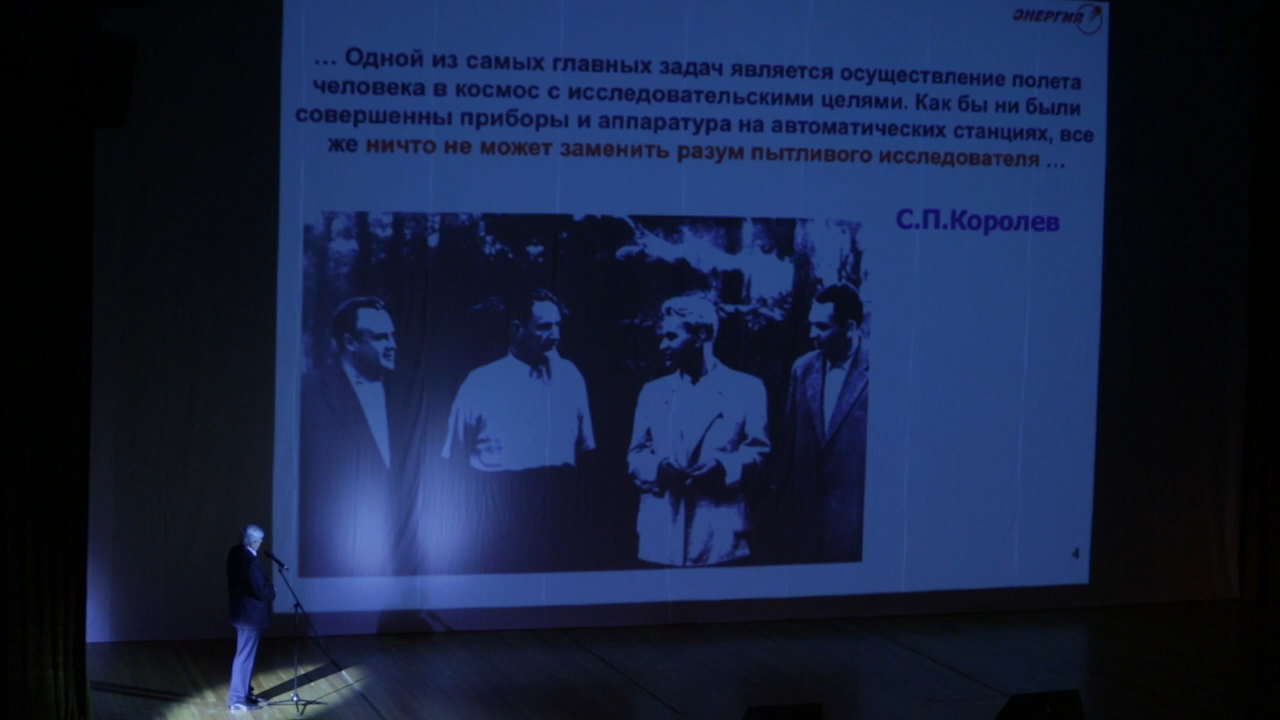 ЭНЕРГИЯ
... Одной из самых главных задач является осуществление полета
человека в космос с исследовательскими целями. Как бы ни были
совершенны приборы и аппаратура на автоматических станциях, все
же ничто не может заменить разум пытливого исследователя ...
С.П.Королев
4